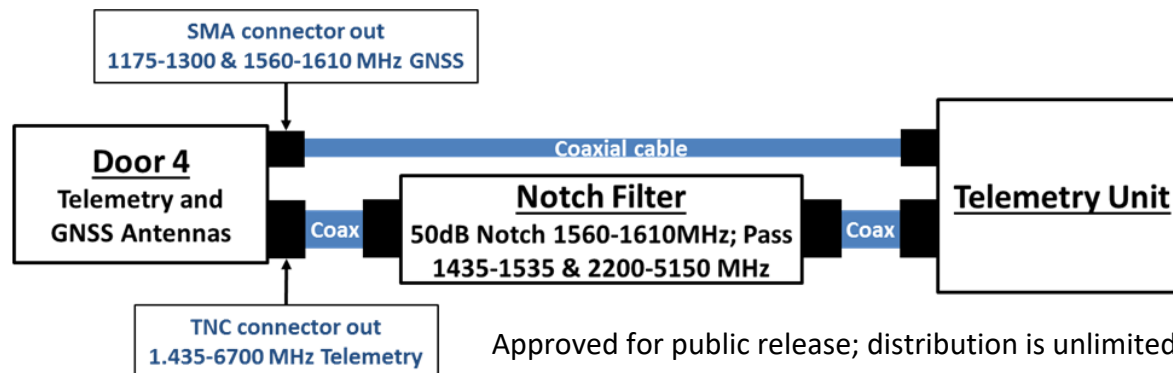 SMA connector out
1175-1300 & 1560-1610 MHz GNSS
Door 4
Telemetry and
GNSS Antennas
Coaxial cable
Coax
Notch Filter
50dB Notch 1560-1610MHz; Pass
1435-1535 & 2200-5150 MHz
Coax
Telemetry Unit
TNC connector out
1.435-6700 MHz Telemetry
Approved for public release; distribution is unlimited